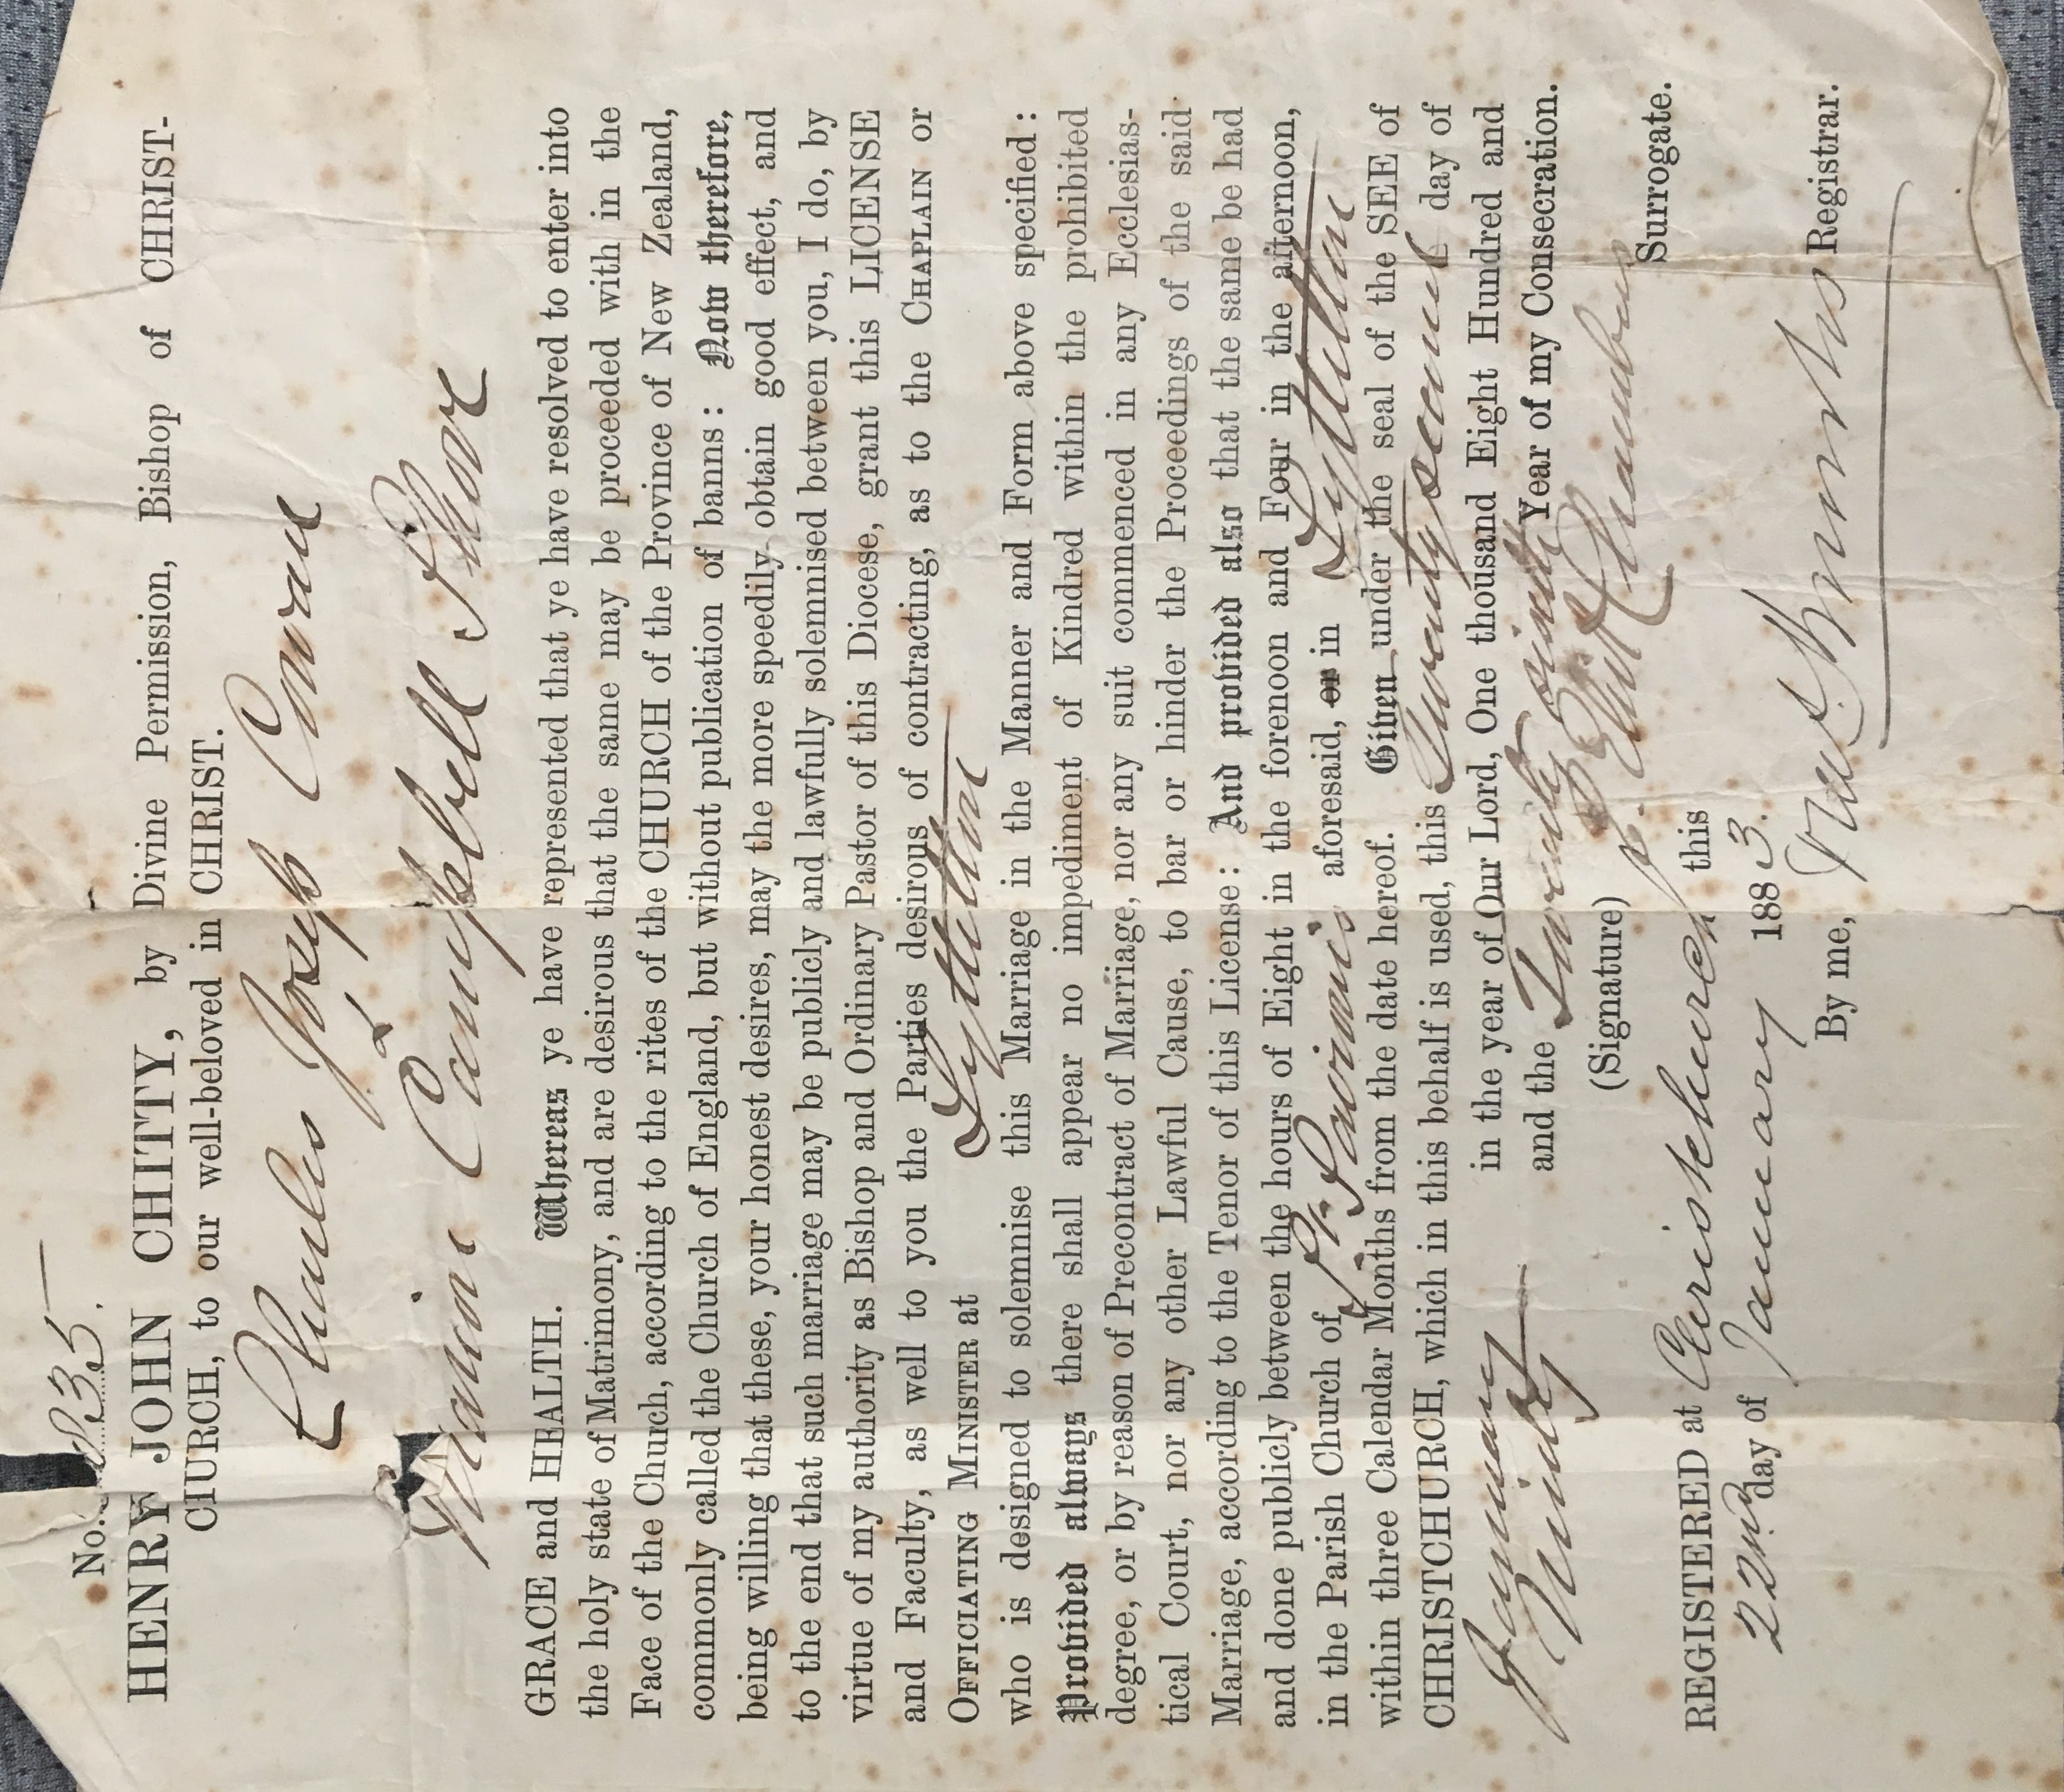 No. 835.
HENRY JOHN CHITTY, by Divine Permission, Bishop of CHRIST-
CHURCH, to our well-beloved in CHRIST.
Charles Joseph Cowan
&
Marion Campbell Shove
GRACE and HEALTH. Whereas ye have represented that ye have resolved to enter into
the holy state of Matrimony, and are desirous that the same may be proceeded with in the
Face of the Church, according to the rites of the CHURCH of the Province of New Zealand,
commonly called the Church of England, but without publication of banns: Now therefore,
being willing that these, your honest desires, may the more speedily obtain good effect, and
to the end that such marriage may be publicly and lawfully solemnised between you, I do, by
virtue of my authority as Bishop and Ordinary Pastor of this Diocese, grant this LICENSE
and Faculty, as well to you the Parties desirous of contracting, as to the CHAPLAIN or
OFFICIATING MINISTER at Lyttelton
who is designed to solemnise this Marriage in the Manner and Form above specified:
Provided always there shall appear no impediment of Kindred within the prohibited
degree, or by reason of Precontract of Marriage, nor any suit commenced in any Ecclesias-
tical Court, nor any other Lawful Cause, to bar or hinder the Proceedings of the said
Marriage, according to the Tenor of this License: And provided also that the same be had
and done publicly between the hours of Eight in the forenoon and Four in the afternoon,
in the Parish Church of St. Saviour's aforesaid, or in Lyttelton
within three Calendar Months from the date hereof. Given under the seal of the SEE of
CHRISTCHURCH, which in this behalf is used, this Twenty second day of
January in the year of Our Lord, One thousand Eight Hundred and
Ninety and the Twenty sixth Year of my Consecration.
(Signature) Chambers
Surrogate.
REGISTERED at Christchurch this
22nd day of January 1883.
By me, Registrar.